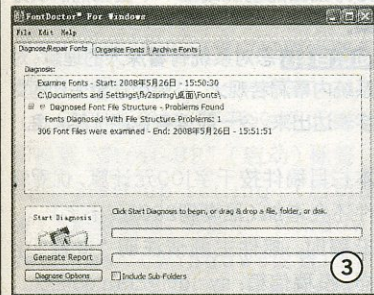 FontDoctor® For Windows
File Edit Help
Diagnose/Repair Fonts Organize Fonts Archive Fonts
Diagnosis:
Examine Fonts - Start: 2008年5月26日 - 15:50:30
C:\Documents and Settings\flv2spring\桌面\Fonts\
Diagnosed Font File Structure - Problems Found
Fonts Diagnosed With File Structure Problems: 1
306 Font Files were examined - End: 2008年5月26日 - 15:51:51
Start Diagnosis
Click Start Diagnosis to begin, or drag & drop a file, folder, or disk.
Generate Report
Diagnose Options
Include Sub-Folders
3